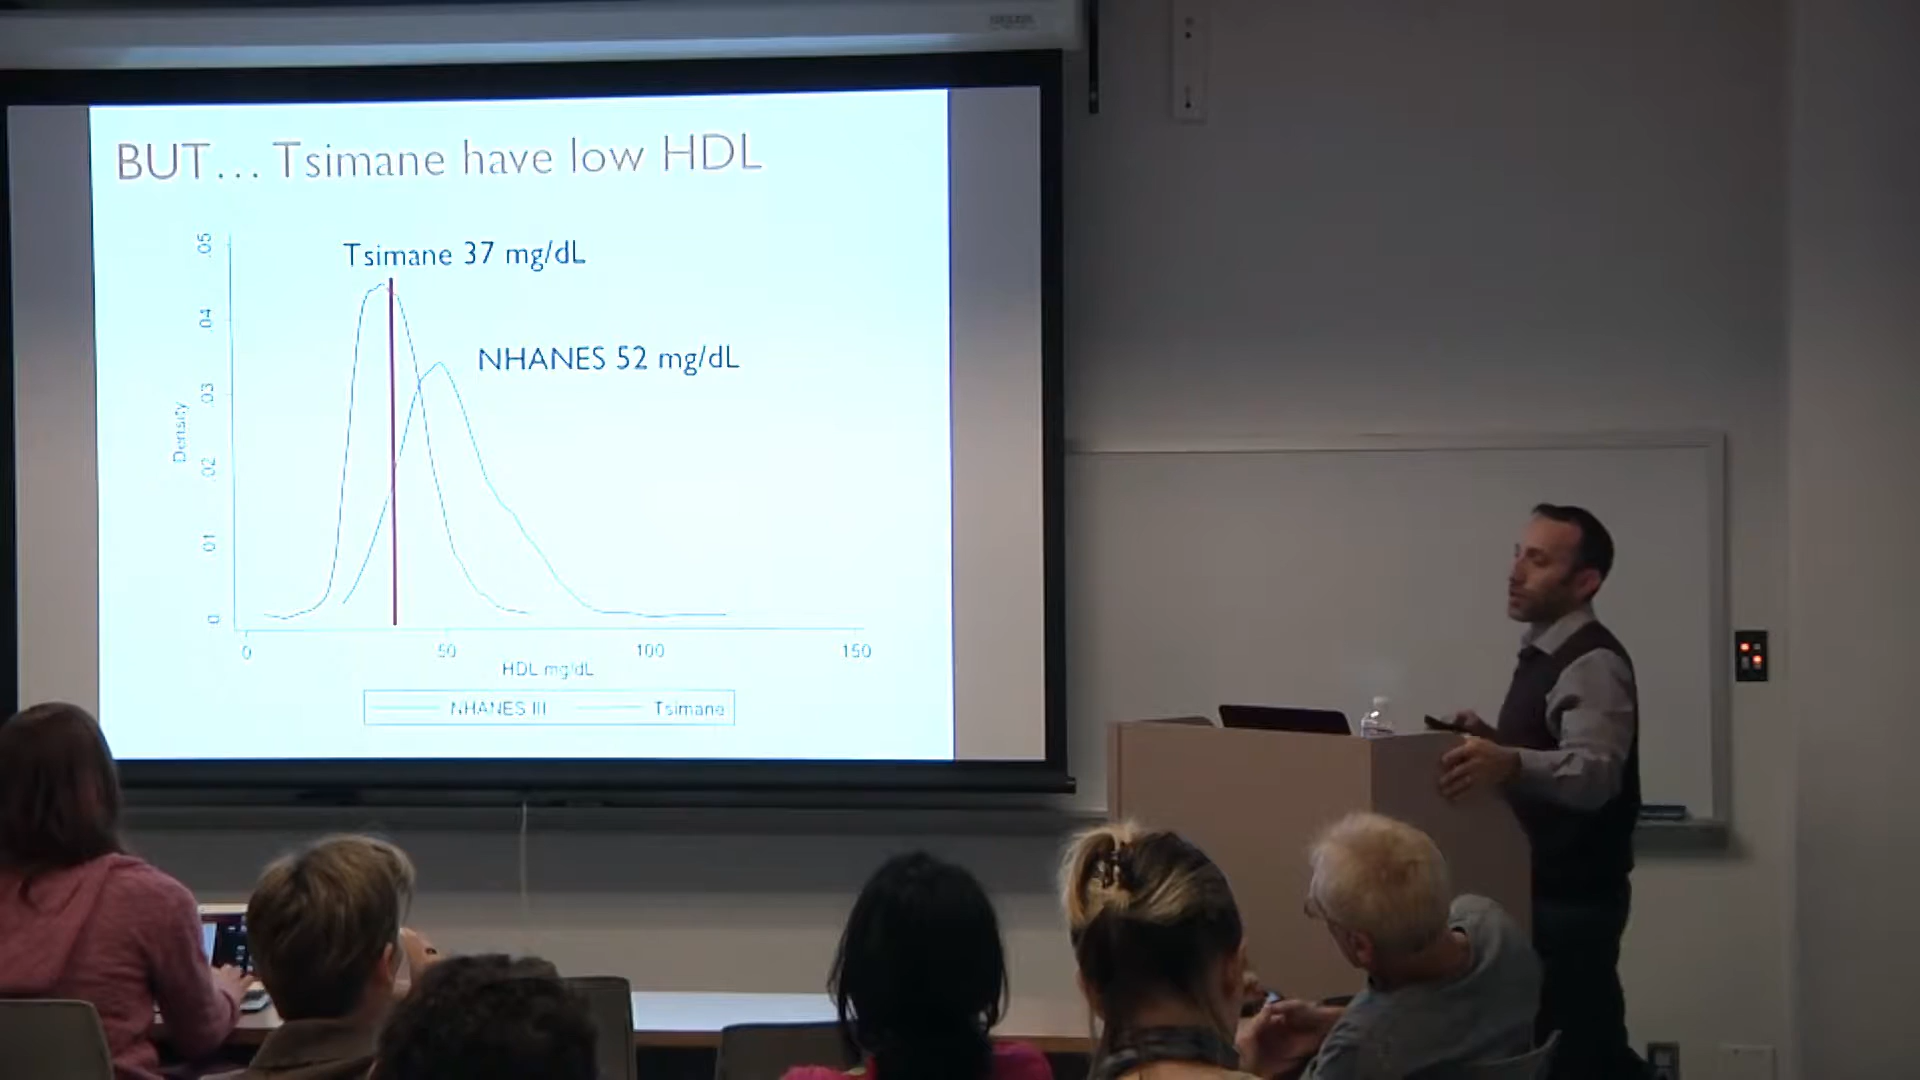 BUT... Tsimane have low HDL
Tsimane 37 mg/dL
NHANES 52 mg/dL
Density
.05
.04
.03
.02
.01
0
0 50 100 150
HDL mg/dL
NHANES III Tsimane